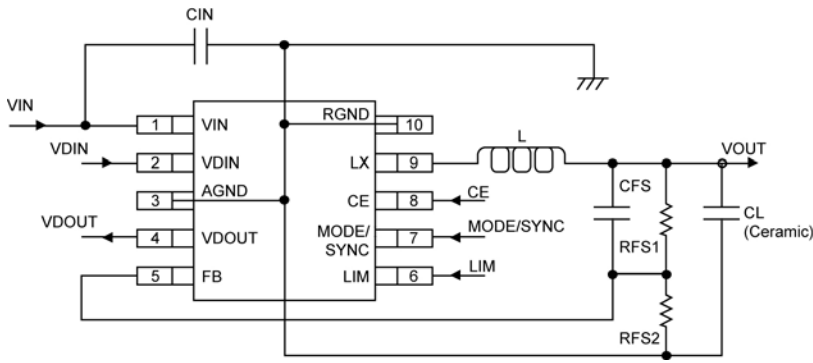 CIN
VIN
VDIN
VDOUT
1 VIN
2 VDIN
3 AGND
4 VDOUT
5 FB
RGND 10
LX 9
CE 8
MODE/
SYNC 7
LIM 6
L
CE
MODE/SYNC
LIM
VOUT
CFS
RFS1
RFS2
CL
(Ceramic)